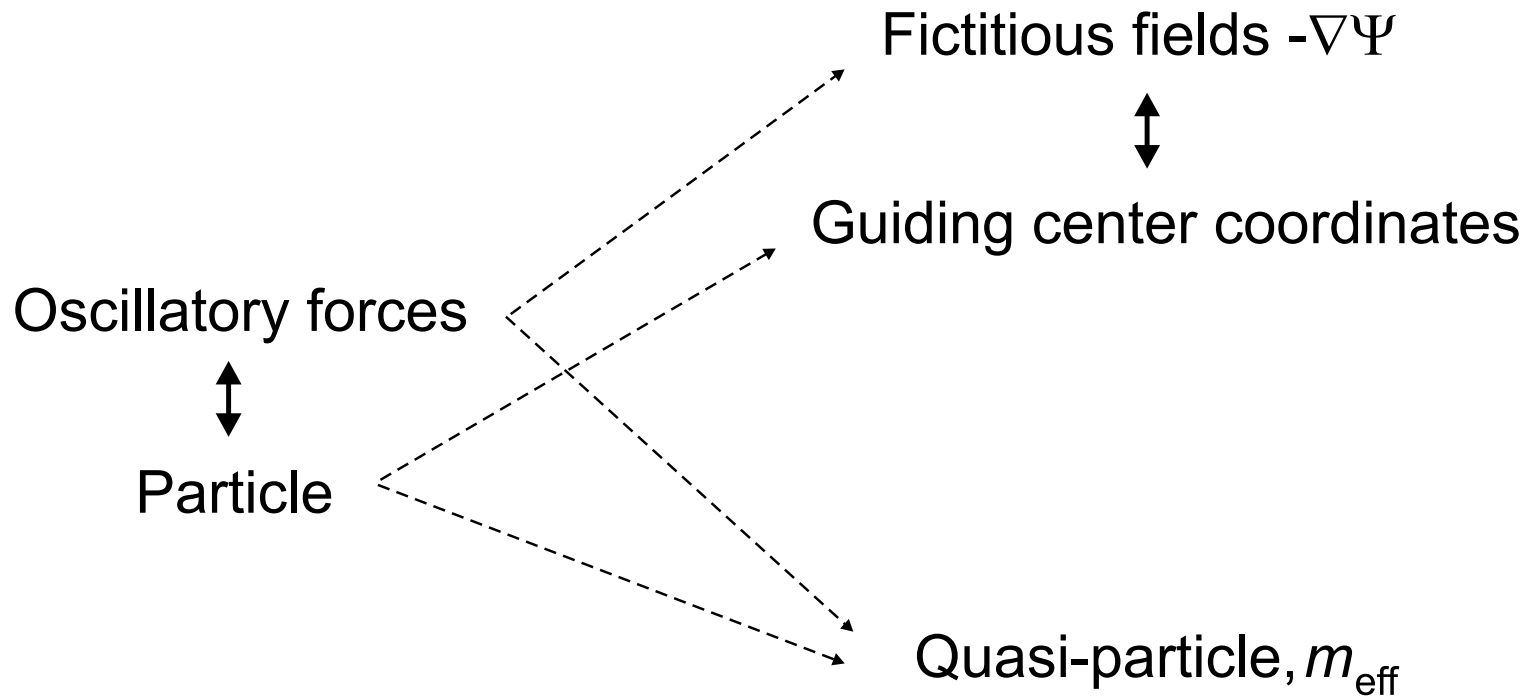 Fictitious fields -∇Ψ
Guiding center coordinates
Oscillatory forces
Particle
Quasi-particle, m_eff